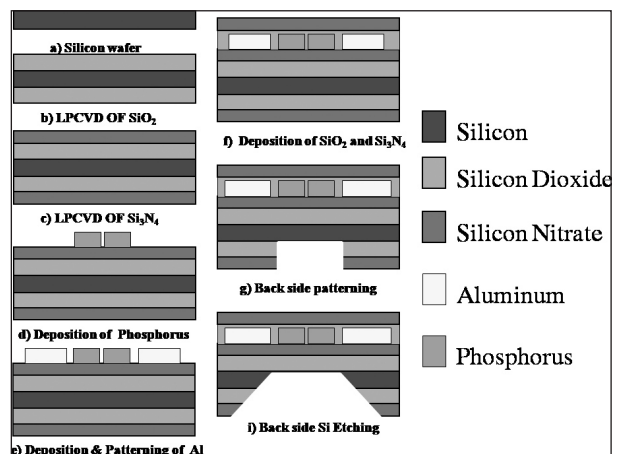 a) Silicon wafer
b) LPCVD OF SiO₂
c) LPCVD OF Si₃N₄
d) Deposition of Phosphorus
e) Deposition & Patterning of Al
f) Deposition of SiO₂ and Si₃N₄
g) Back side patterning
i) Back side Si Etching
Silicon
Silicon Dioxide
Silicon Nitrate
Aluminum
Phosphorus